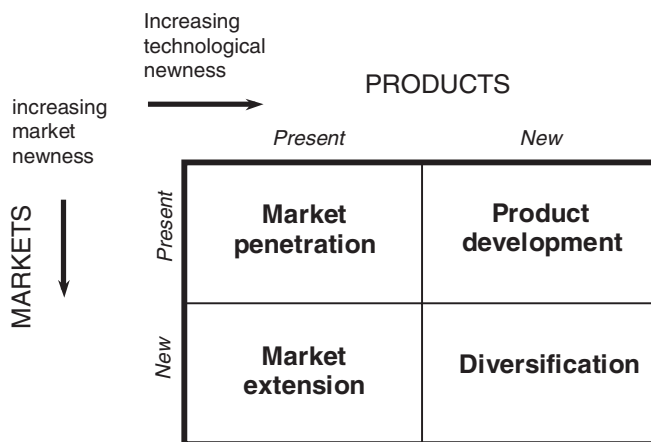 Increasing
technological
newness
PRODUCTS
increasing
market
newness
Present
New
MARKETS
Present
Market
penetration
Product
development
New
Market
extension
Diversification